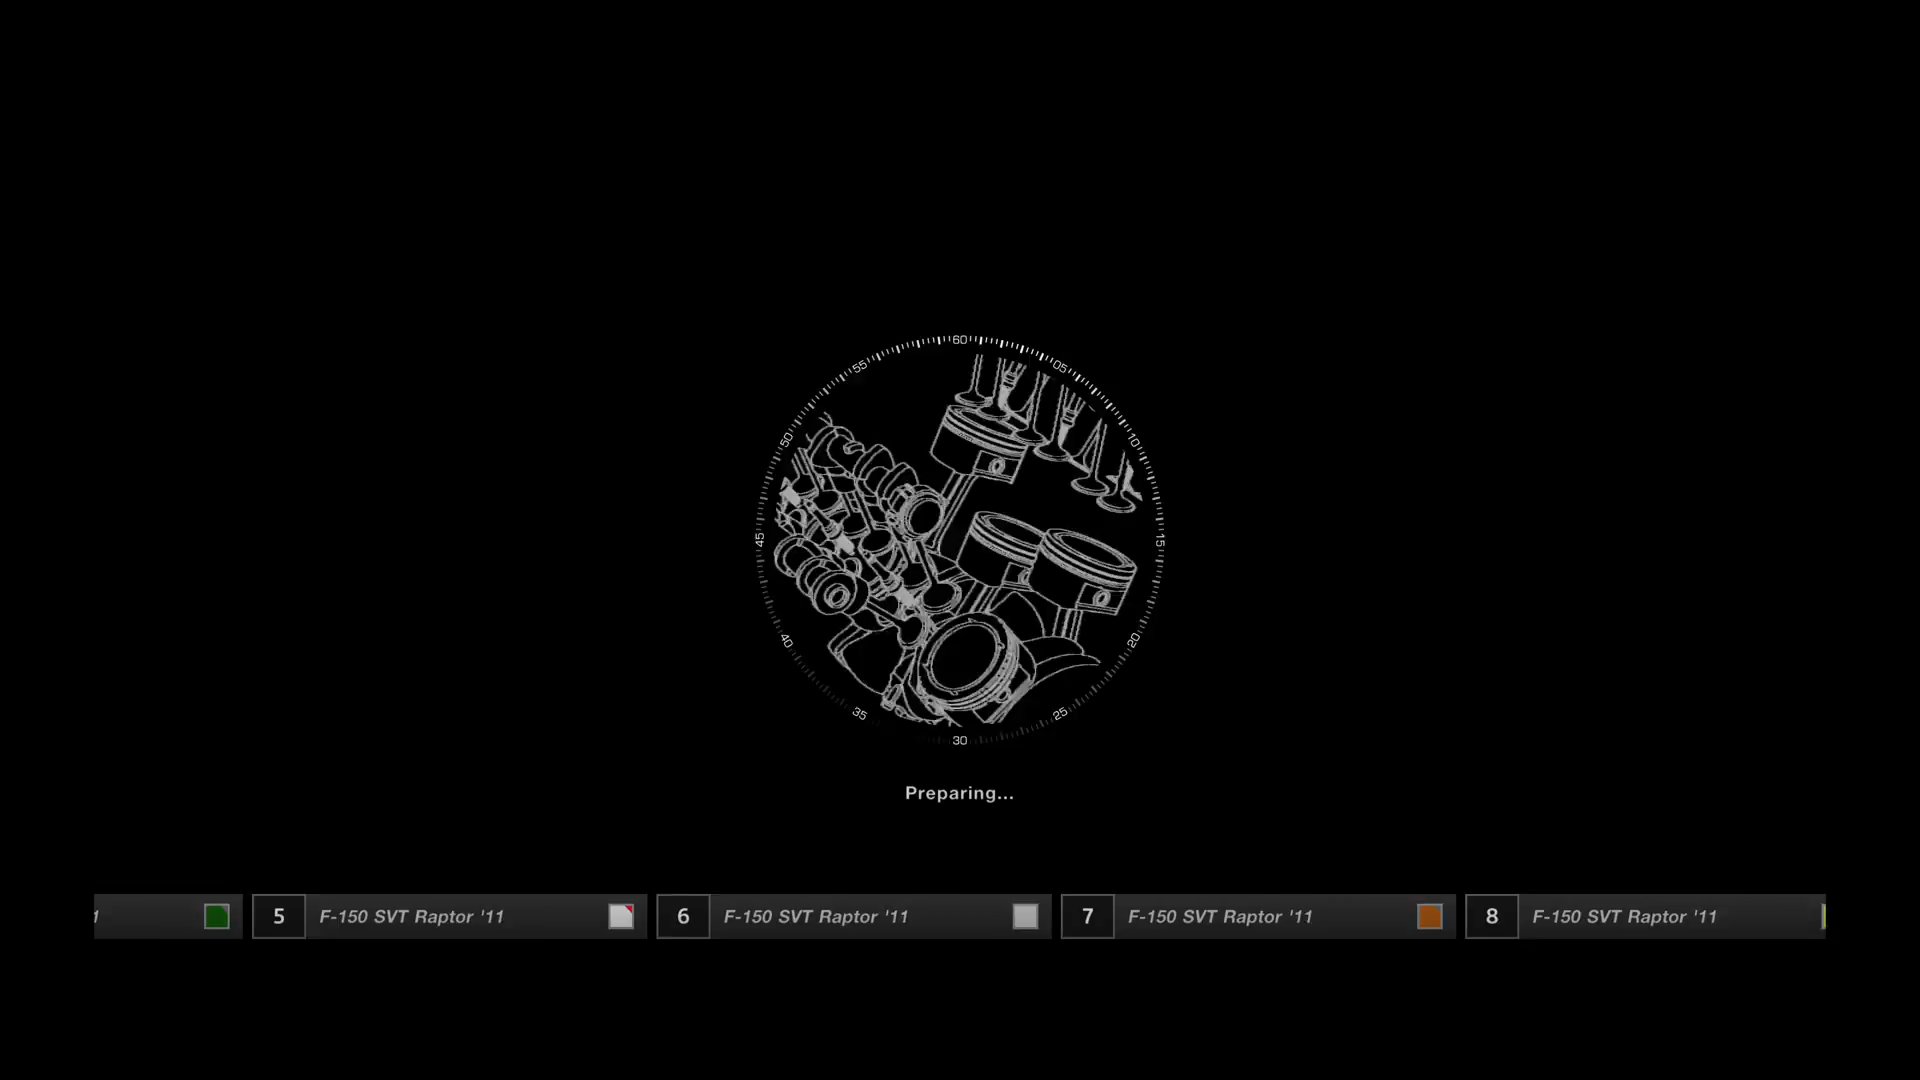 60
55
05
50
10
45
15
40
20
35
25
30
Preparing...
1
5 F-150 SVT Raptor '11
6 F-150 SVT Raptor '11
7 F-150 SVT Raptor '11
8 F-150 SVT Raptor '11